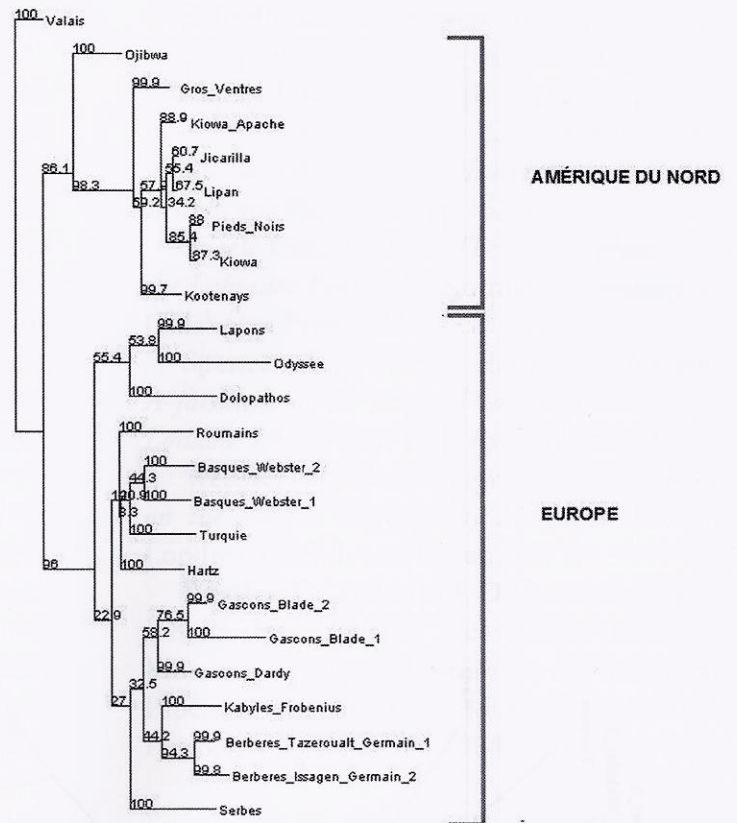 100 Valais
100 Ojibwa
99.9 Gros_Ventres
88.9 Kiowa_Apache
60.7 Jicarilla
55.4
86.1
57.9
67.5 Lipan
AMÉRIQUE DU NORD
98.3
59.2
34.2
88 Pieds_Noirs
85.4
87.3 Kiowa
99.7 Kootenays
99.9 Lapons
53.8
55.4
100 Odyssee
100 Dolopathos
100 Roumains
100 Basques_Webster_2
44.3
100 Basques_Webster_1
3.3
EUROPE
100 Turquie
96
100 Hartz
99.9 Gascons_Blade_2
22.9
76.5
58.2
100 Gascons_Blade_1
99.9 Gascons_Dardy
32.5
27
100 Kabyles_Frobenius
44.2
99.9 Berberes_Tazeroualt_Germain_1
94.3
99.8 Berberes_Issagen_Germain_2
100 Serbes